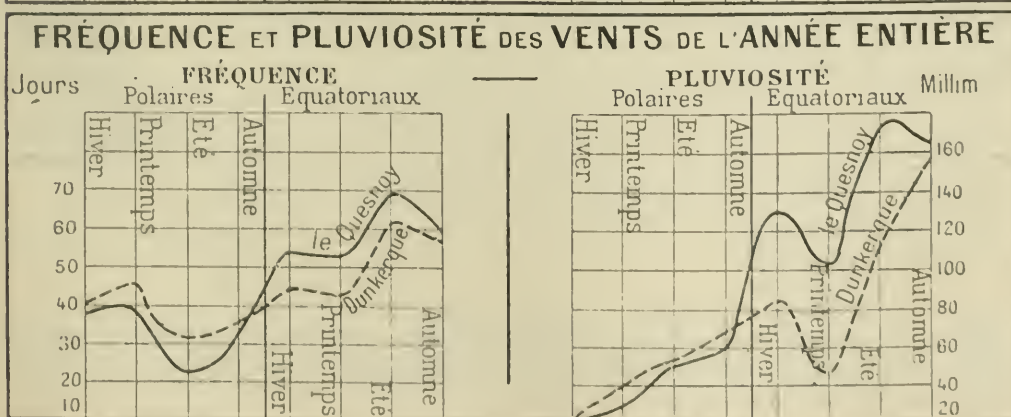 FRÉQUENCE ET PLUVIOSITÉ DES VENTS DE L'ANNÉE ENTIÈRE
FRÉQUENCE
Jours
Polaires
Equatoriaux
Hiver
Printemps
Eté
Automne
70
60
50
40
30
20
10
le Quesnoy
Dunkerque
Hiver
Printemps
Eté
Automne
PLUVIOSITÉ
Polaires
Equatoriaux
Millim
Hiver
Printemps
Eté
Automne
160
140
120
100
80
60
40
20
le Quesnoy
Dunkerque
Hiver
Printemps
Eté
Automne